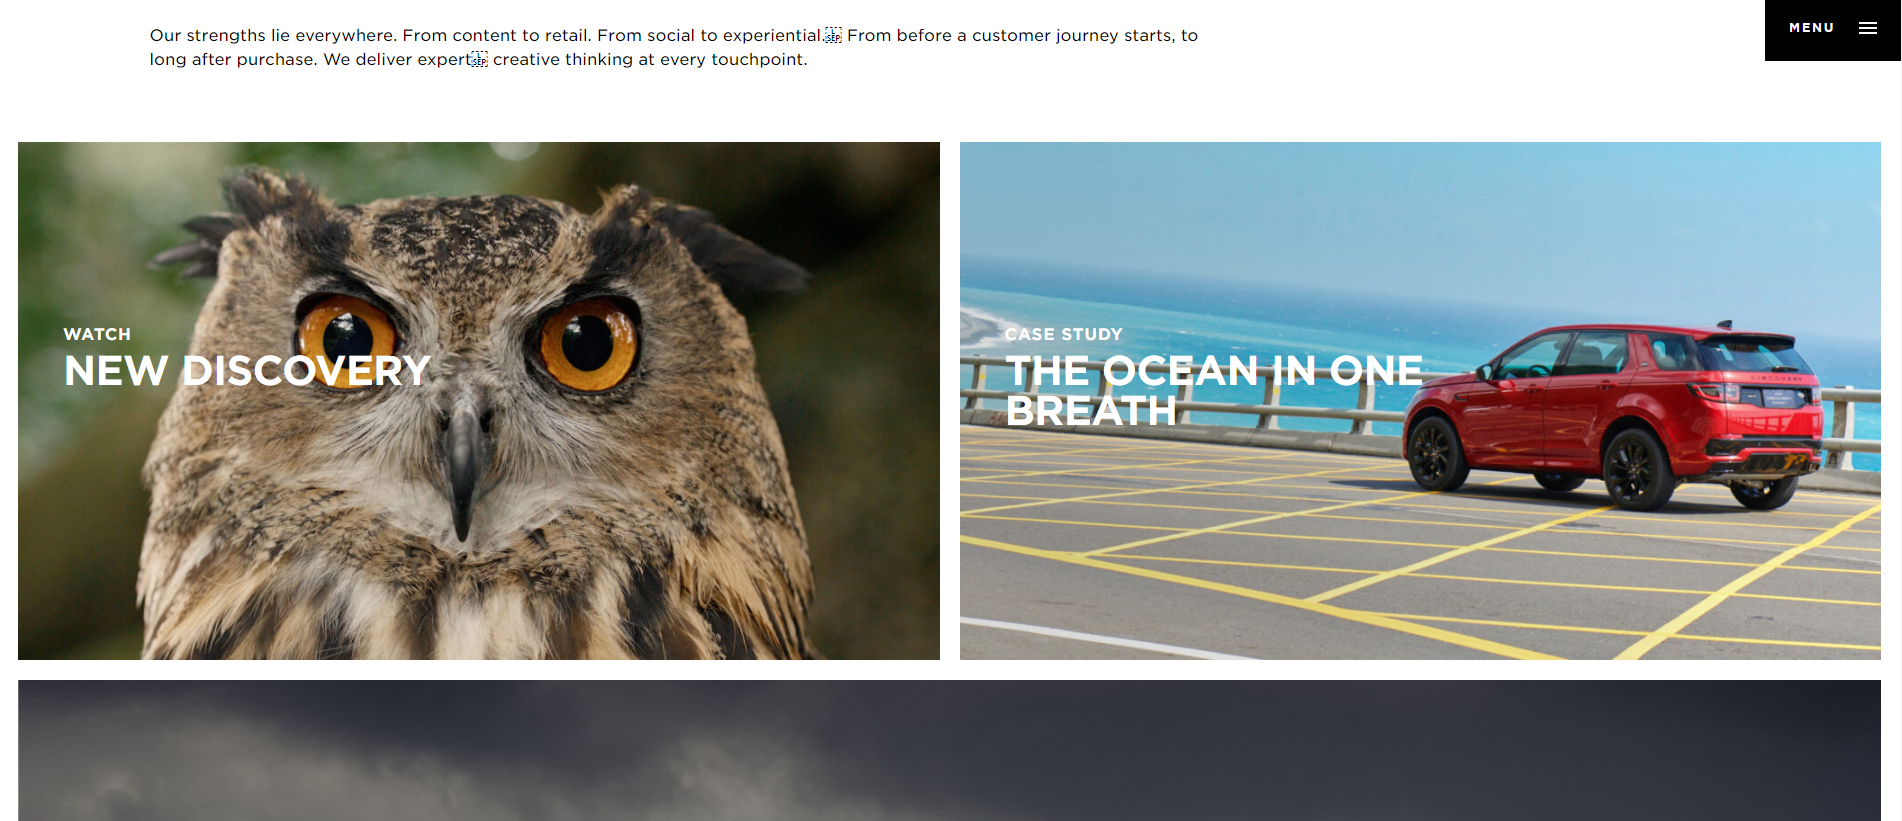 Our strengths lie everywhere. From content to retail. From social to experiential. From before a customer journey starts, to
long after purchase. We deliver expert creative thinking at every touchpoint.
MENU
WATCH
NEW DISCOVERY
CASE STUDY
THE OCEAN IN ONE
BREATH
DISCOVERY